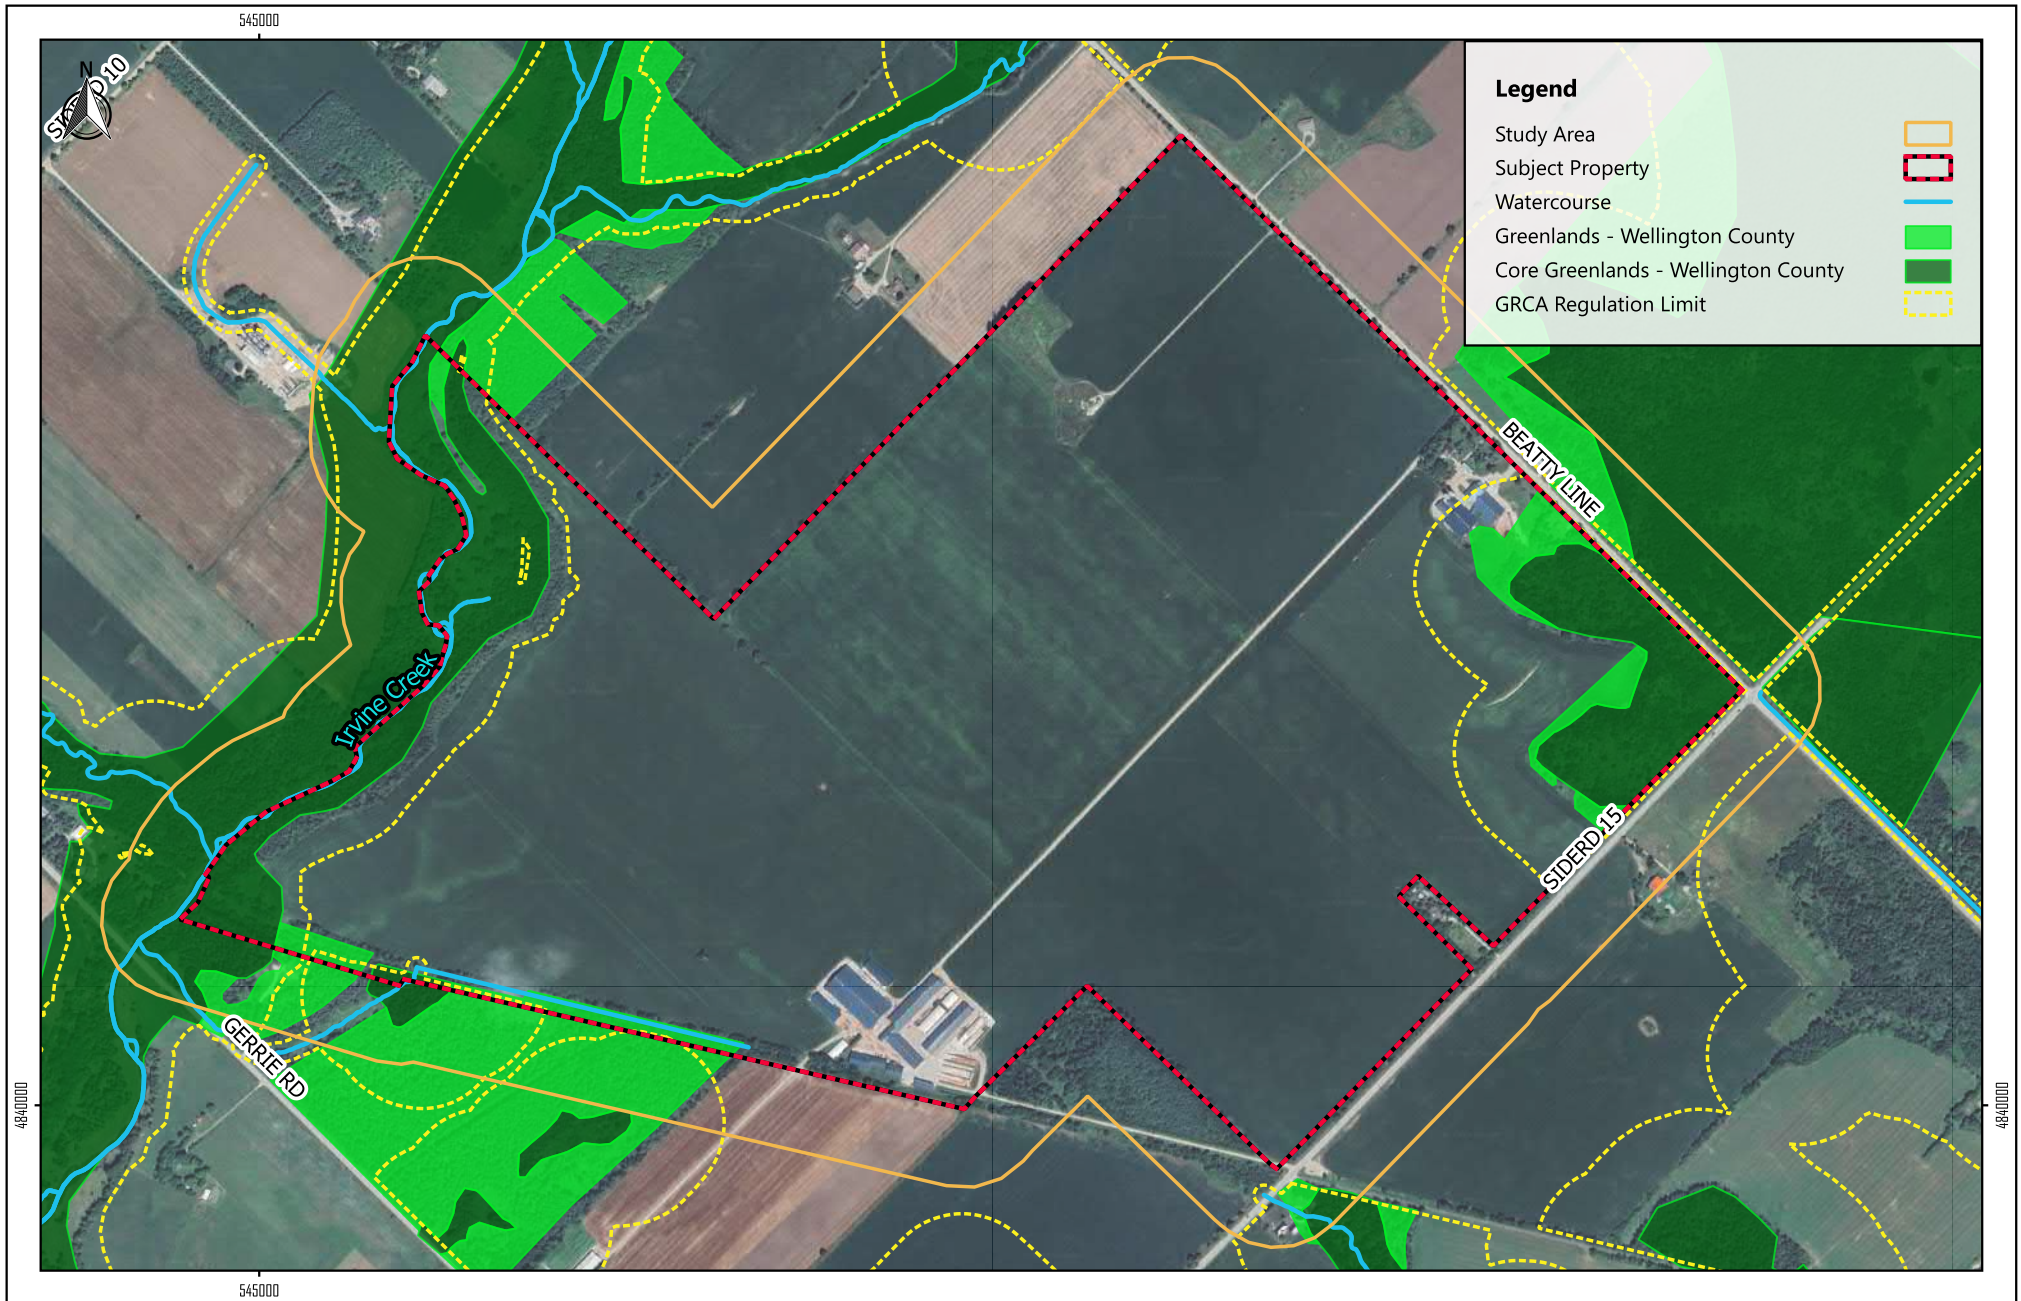 545000
N
10
Legend
Study Area
Subject Property
Watercourse
Greenlands - Wellington County
Core Greenlands - Wellington County
GRCA Regulation Limit
BEATTY LINE
Irvine Creek
SIDERD 15
GERRIE RD
4840000
4840000
545000